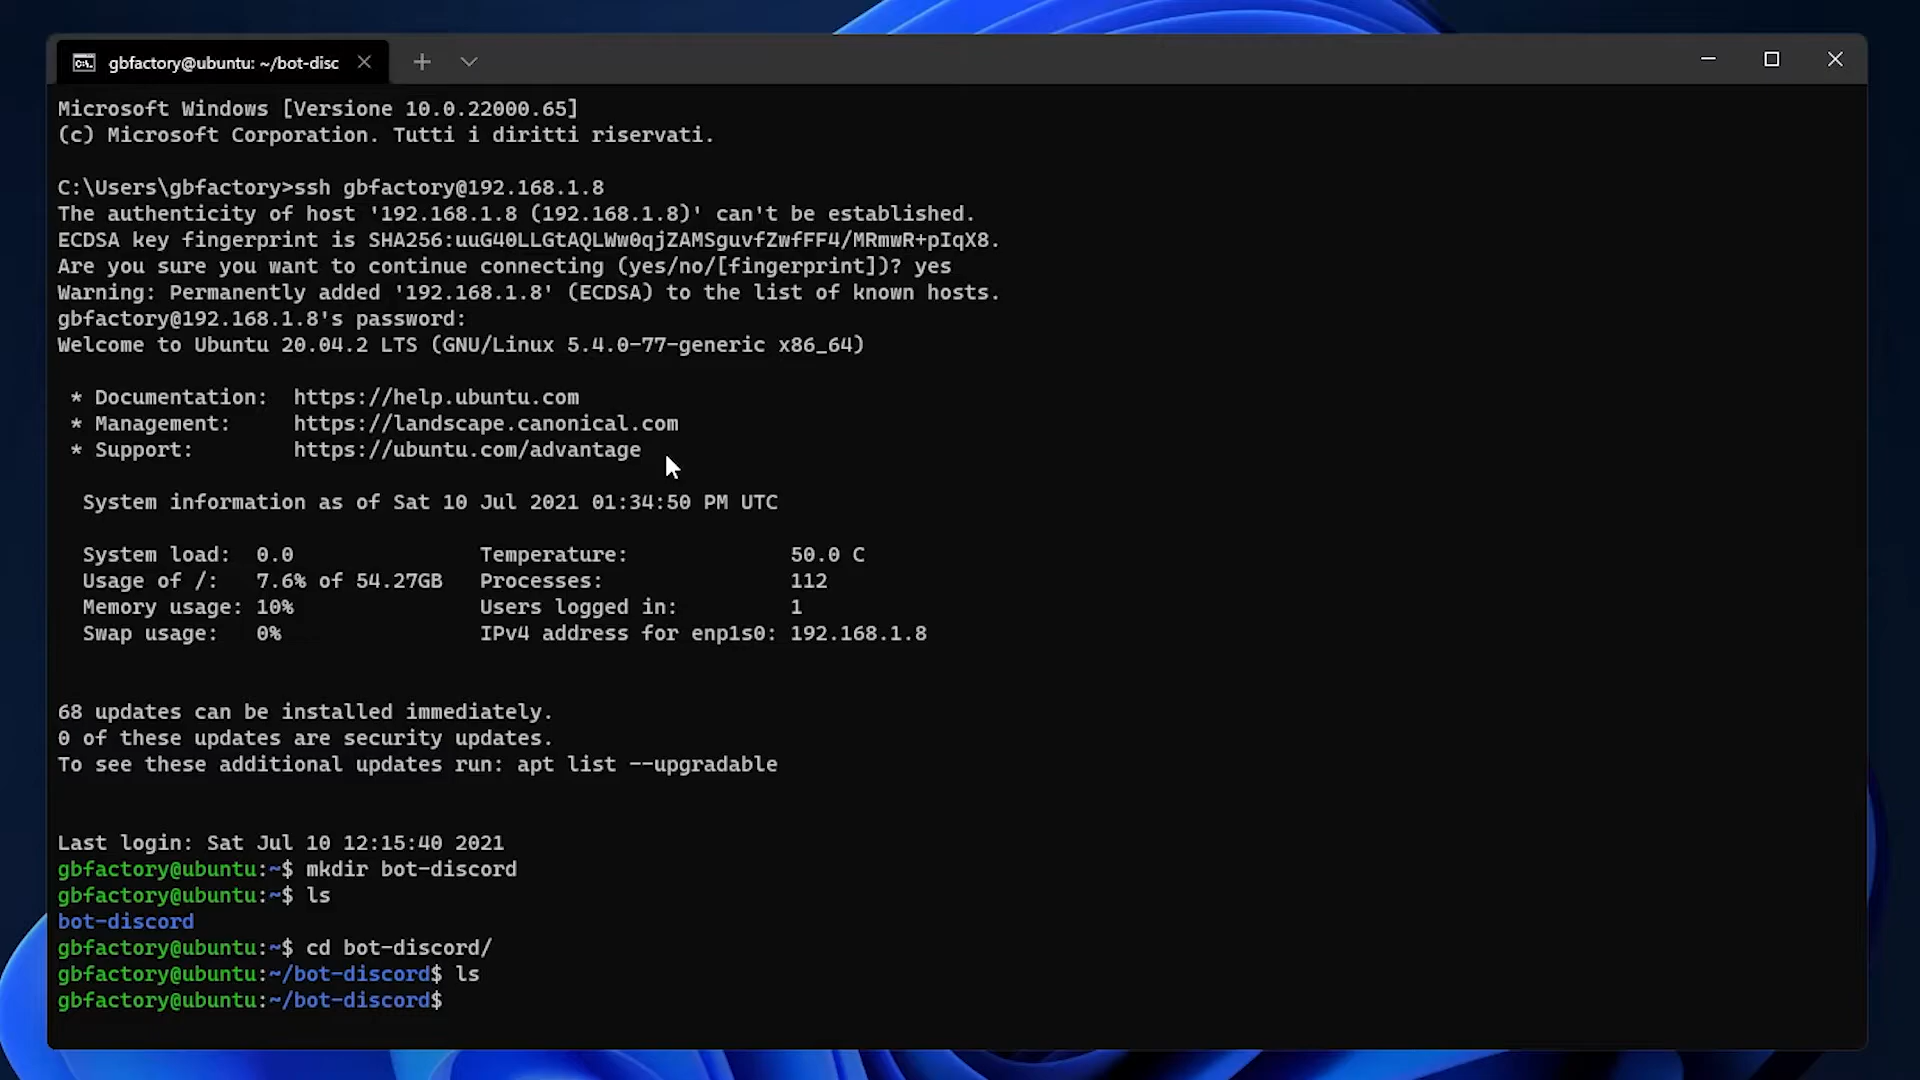 gbfactory@ubuntu: ~/bot-disc
Microsoft Windows [Versione 10.0.22000.65]
(c) Microsoft Corporation. Tutti i diritti riservati.
C:\Users\gbfactory>ssh gbfactory@192.168.1.8
The authenticity of host '192.168.1.8 (192.168.1.8)' can't be established.
ECDSA key fingerprint is SHA256:uuG40LLGtAQLWw0qjZAMSguvfZwfFF4/MRmwR+pIqX8.
Are you sure you want to continue connecting (yes/no/[fingerprint])? yes
Warning: Permanently added '192.168.1.8' (ECDSA) to the list of known hosts.
gbfactory@192.168.1.8's password:
Welcome to Ubuntu 20.04.2 LTS (GNU/Linux 5.4.0-77-generic x86_64)
* Documentation:  https://help.ubuntu.com
* Management:     https://landscape.canonical.com
* Support:        https://ubuntu.com/advantage
System information as of Sat 10 Jul 2021 01:34:50 PM UTC
System load:  0.0               Temperature:             50.0 C
Usage of /:   7.6% of 54.27GB   Processes:               112
Memory usage: 10%               Users logged in:         1
Swap usage:   0%                IPv4 address for enp1s0: 192.168.1.8
68 updates can be installed immediately.
0 of these updates are security updates.
To see these additional updates run: apt list --upgradable
Last login: Sat Jul 10 12:15:40 2021
gbfactory@ubuntu:~$ mkdir bot-discord
gbfactory@ubuntu:~$ ls
bot-discord
gbfactory@ubuntu:~$ cd bot-discord/
gbfactory@ubuntu:~/bot-discord$ ls
gbfactory@ubuntu:~/bot-discord$